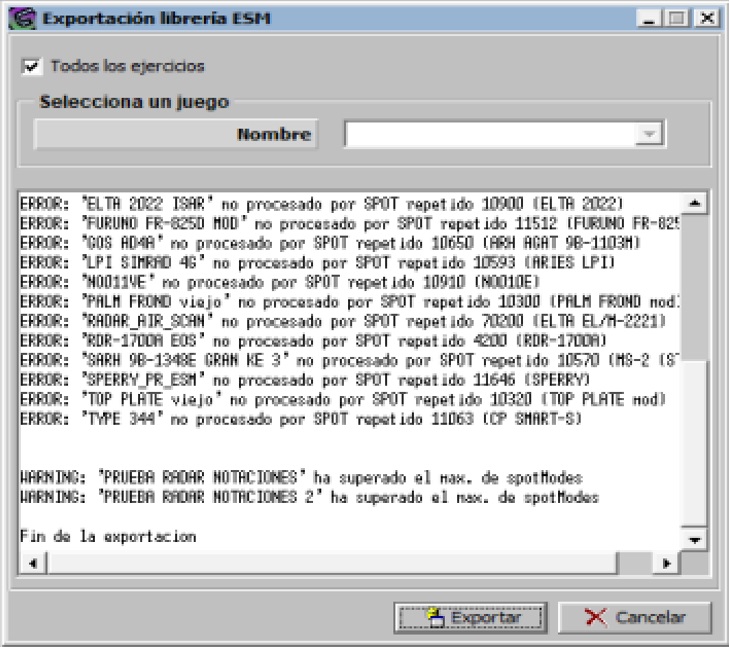 Exportación librería ESM
Todos los ejercicios
Selecciona un juego
Nombre
ERROR: 'ELTA 2022 ISAR' no procesado por SPOT repetido 10900 (ELTA 2022)
ERROR: 'FURUNO FR-825D MOD' no procesado por SPOT repetido 11512 (FURUNO FR-825
ERROR: 'GOS AD4A' no procesado por SPOT repetido 10650 (ARH AGAT 9B-1103M)
ERROR: 'LPI SIMRAD 4G' no procesado por SPOT repetido 10593 (ARIES LPI)
ERROR: 'N0011VE' no procesado por SPOT repetido 10910 (N0010E)
ERROR: 'PALM FROND viejo' no procesado por SPOT repetido 10300 (PALM FROND mod)
ERROR: 'RADAR_AIR_SCAN' no procesado por SPOT repetido 70200 (ELTA EL/M-2221)
ERROR: 'RDR-1700A EOS' no procesado por SPOT repetido 4200 (RDR-1700A)
ERROR: 'SARH 9B-1348E GRAN KE 3' no procesado por SPOT repetido 10570 (MS-2 (S
ERROR: 'SPERRY_PR_ESM' no procesado por SPOT repetido 11646 (SPERRY)
ERROR: 'TOP PLATE viejo' no procesado por SPOT repetido 10320 (TOP PLATE mod)
ERROR: 'TYPE 344' no procesado por SPOT repetido 11063 (CP SMART-S)
WARNING: 'PRUEBA RADAR NOTACIONES' ha superado el max. de spotModes
WARNING: 'PRUEBA RADAR NOTACIONES 2' ha superado el max. de spotModes
Fin de la exportacion
Exportar
Cancelar